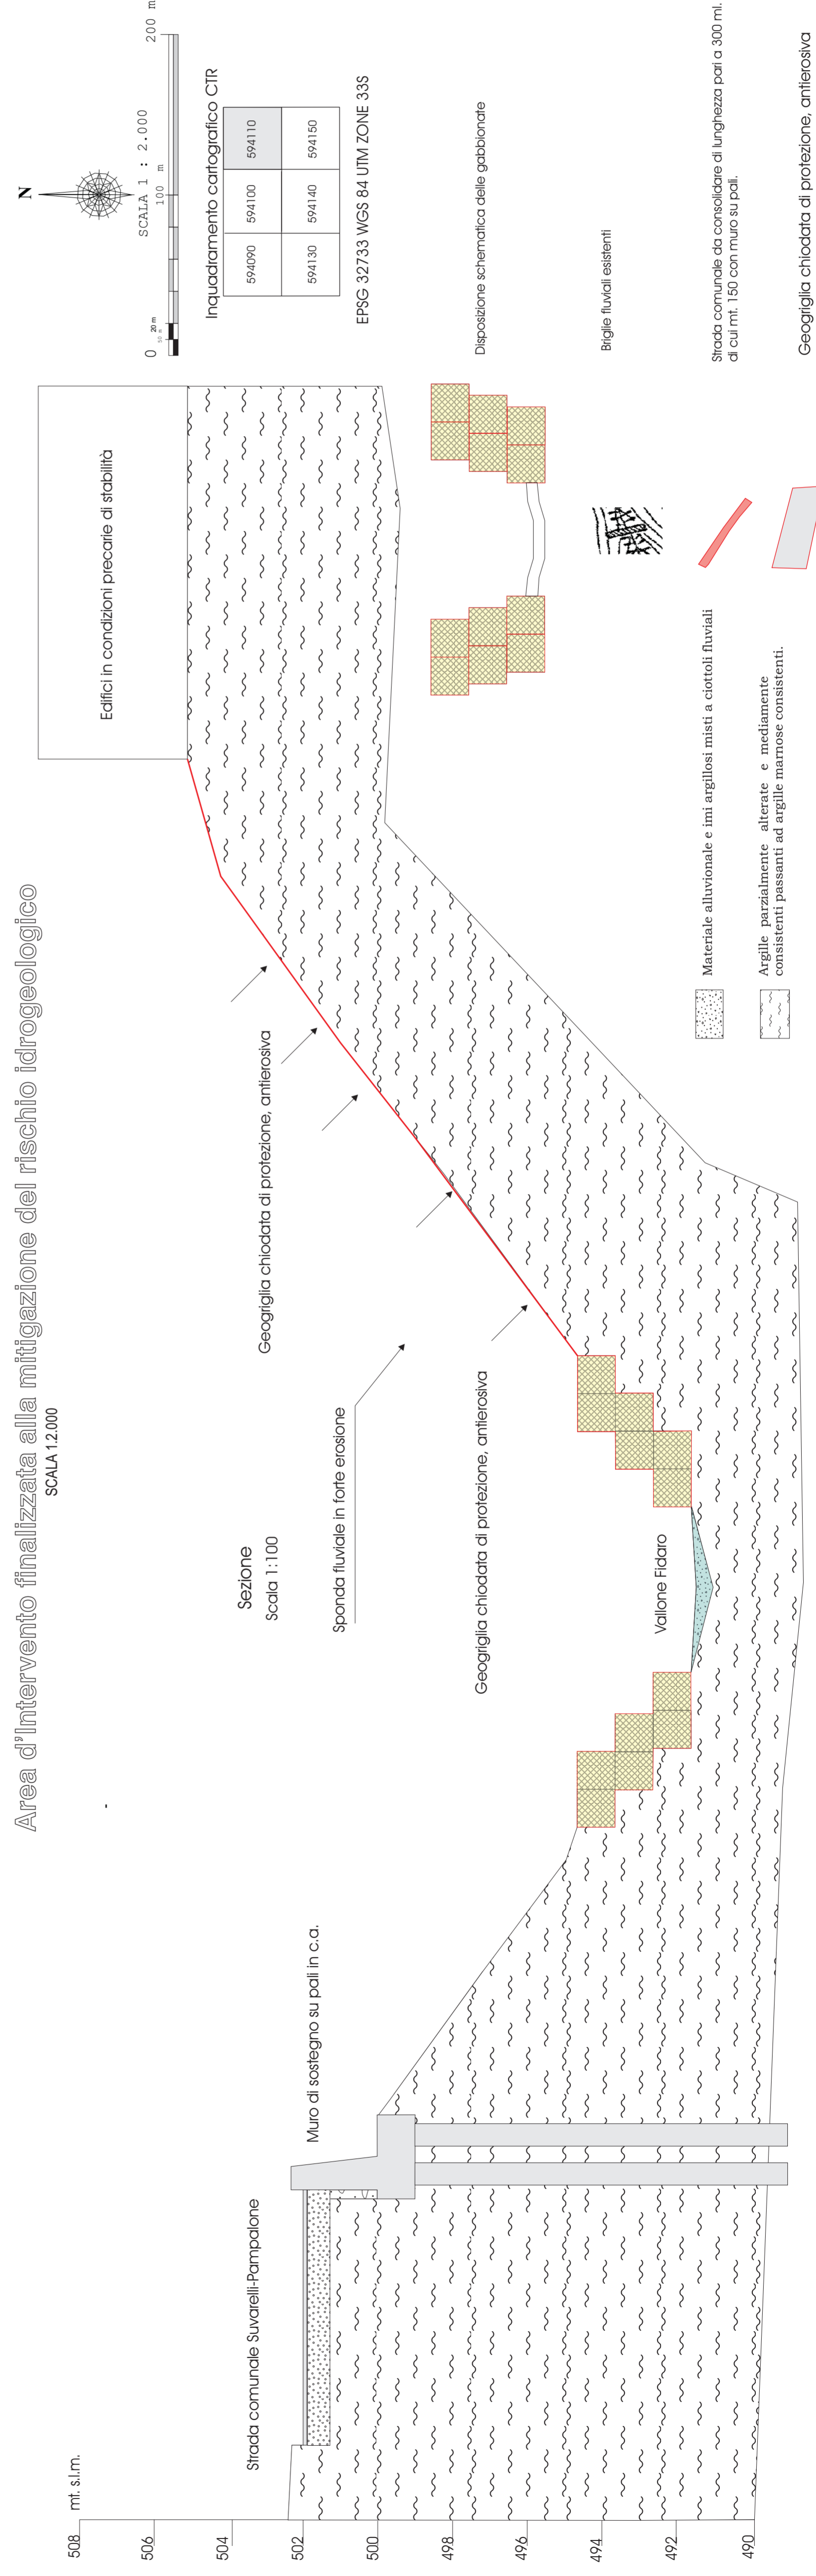 Area d'Intervento finalizzata alla mitigazione del rischio idrogeologico
SCALA 1.2.000
N
SCALA 1 : 2.000
0
20 m
50 m
100 m
200 m
Inquadramento cartografico CTR
594090
594100
594110
594130
594140
594150
EPSG 32733 WGS 84 UTM ZONE 33S
Sezione
Scala 1:100
mt. s.l.m.
508
506
504
502
500
498
496
494
492
490
Strada comunale Suvarelli-Pampalone
Muro di sostegno su pali in c.a.
Sponda fluviale in forte erosione
Geogriglia chiodata di protezione, antierosiva
Geogriglia chiodata di protezione, antierosiva
Vallone Fidaro
Edifici in condizioni precarie di stabilità
Disposizione schematica delle gabbionate
Briglie fluviali esistenti
Strada comunale da consolidare di lunghezza pari a 300 ml.
di cui mt. 150 con muro su pali.
Geogriglia chiodata di protezione, antierosiva
Materiale alluvionale e imi argillosi misti a ciottoli fluviali
Argille parzialmente alterate e mediamente
consistenti passanti ad argille marnose consistenti.